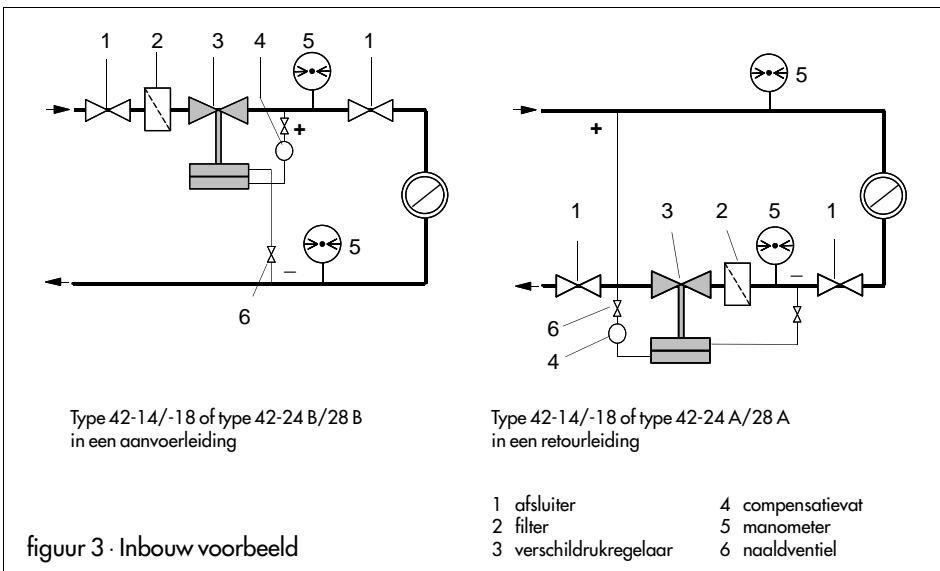 1 2 3 4 5 1
+
5
–
6
5
+
1 3 2 5 1
–
6
4
Type 42-14/-18 of type 42-24 B/28 B
in een aanvoerleiding
Type 42-14/-18 of type 42-24 A/28 A
in een retourleiding
1 afsluiter
2 filter
3 verschildrukregelaar
4 compensatievat
5 manometer
6 naaldventiel
figuur 3 · Inbouw voorbeeld